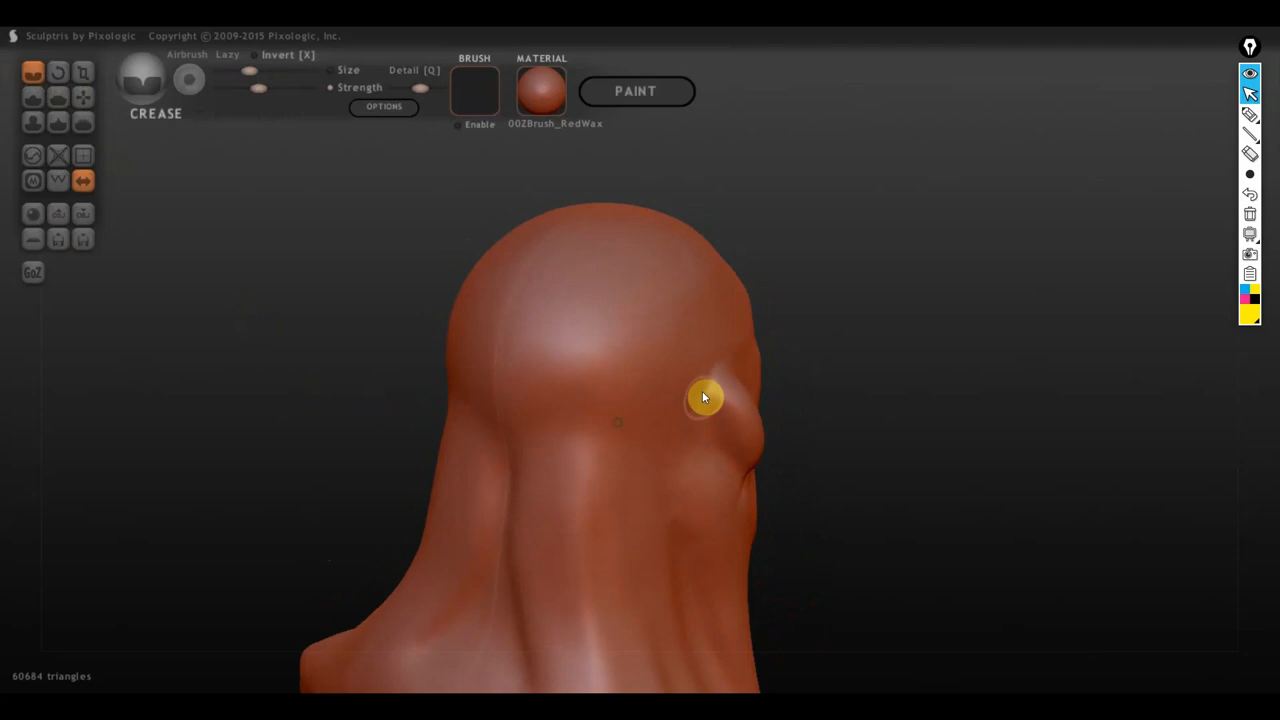 Sculptris by Pixologic   Copyright © 2009-2015 Pixologic, Inc.
Airbrush Lazy Invert [X]
Size Detail [Q]
Strength
OPTIONS
CREASE
BRUSH
Enable
MATERIAL
00ZBrush_RedWax
PAINT
GoZ
60684 triangles